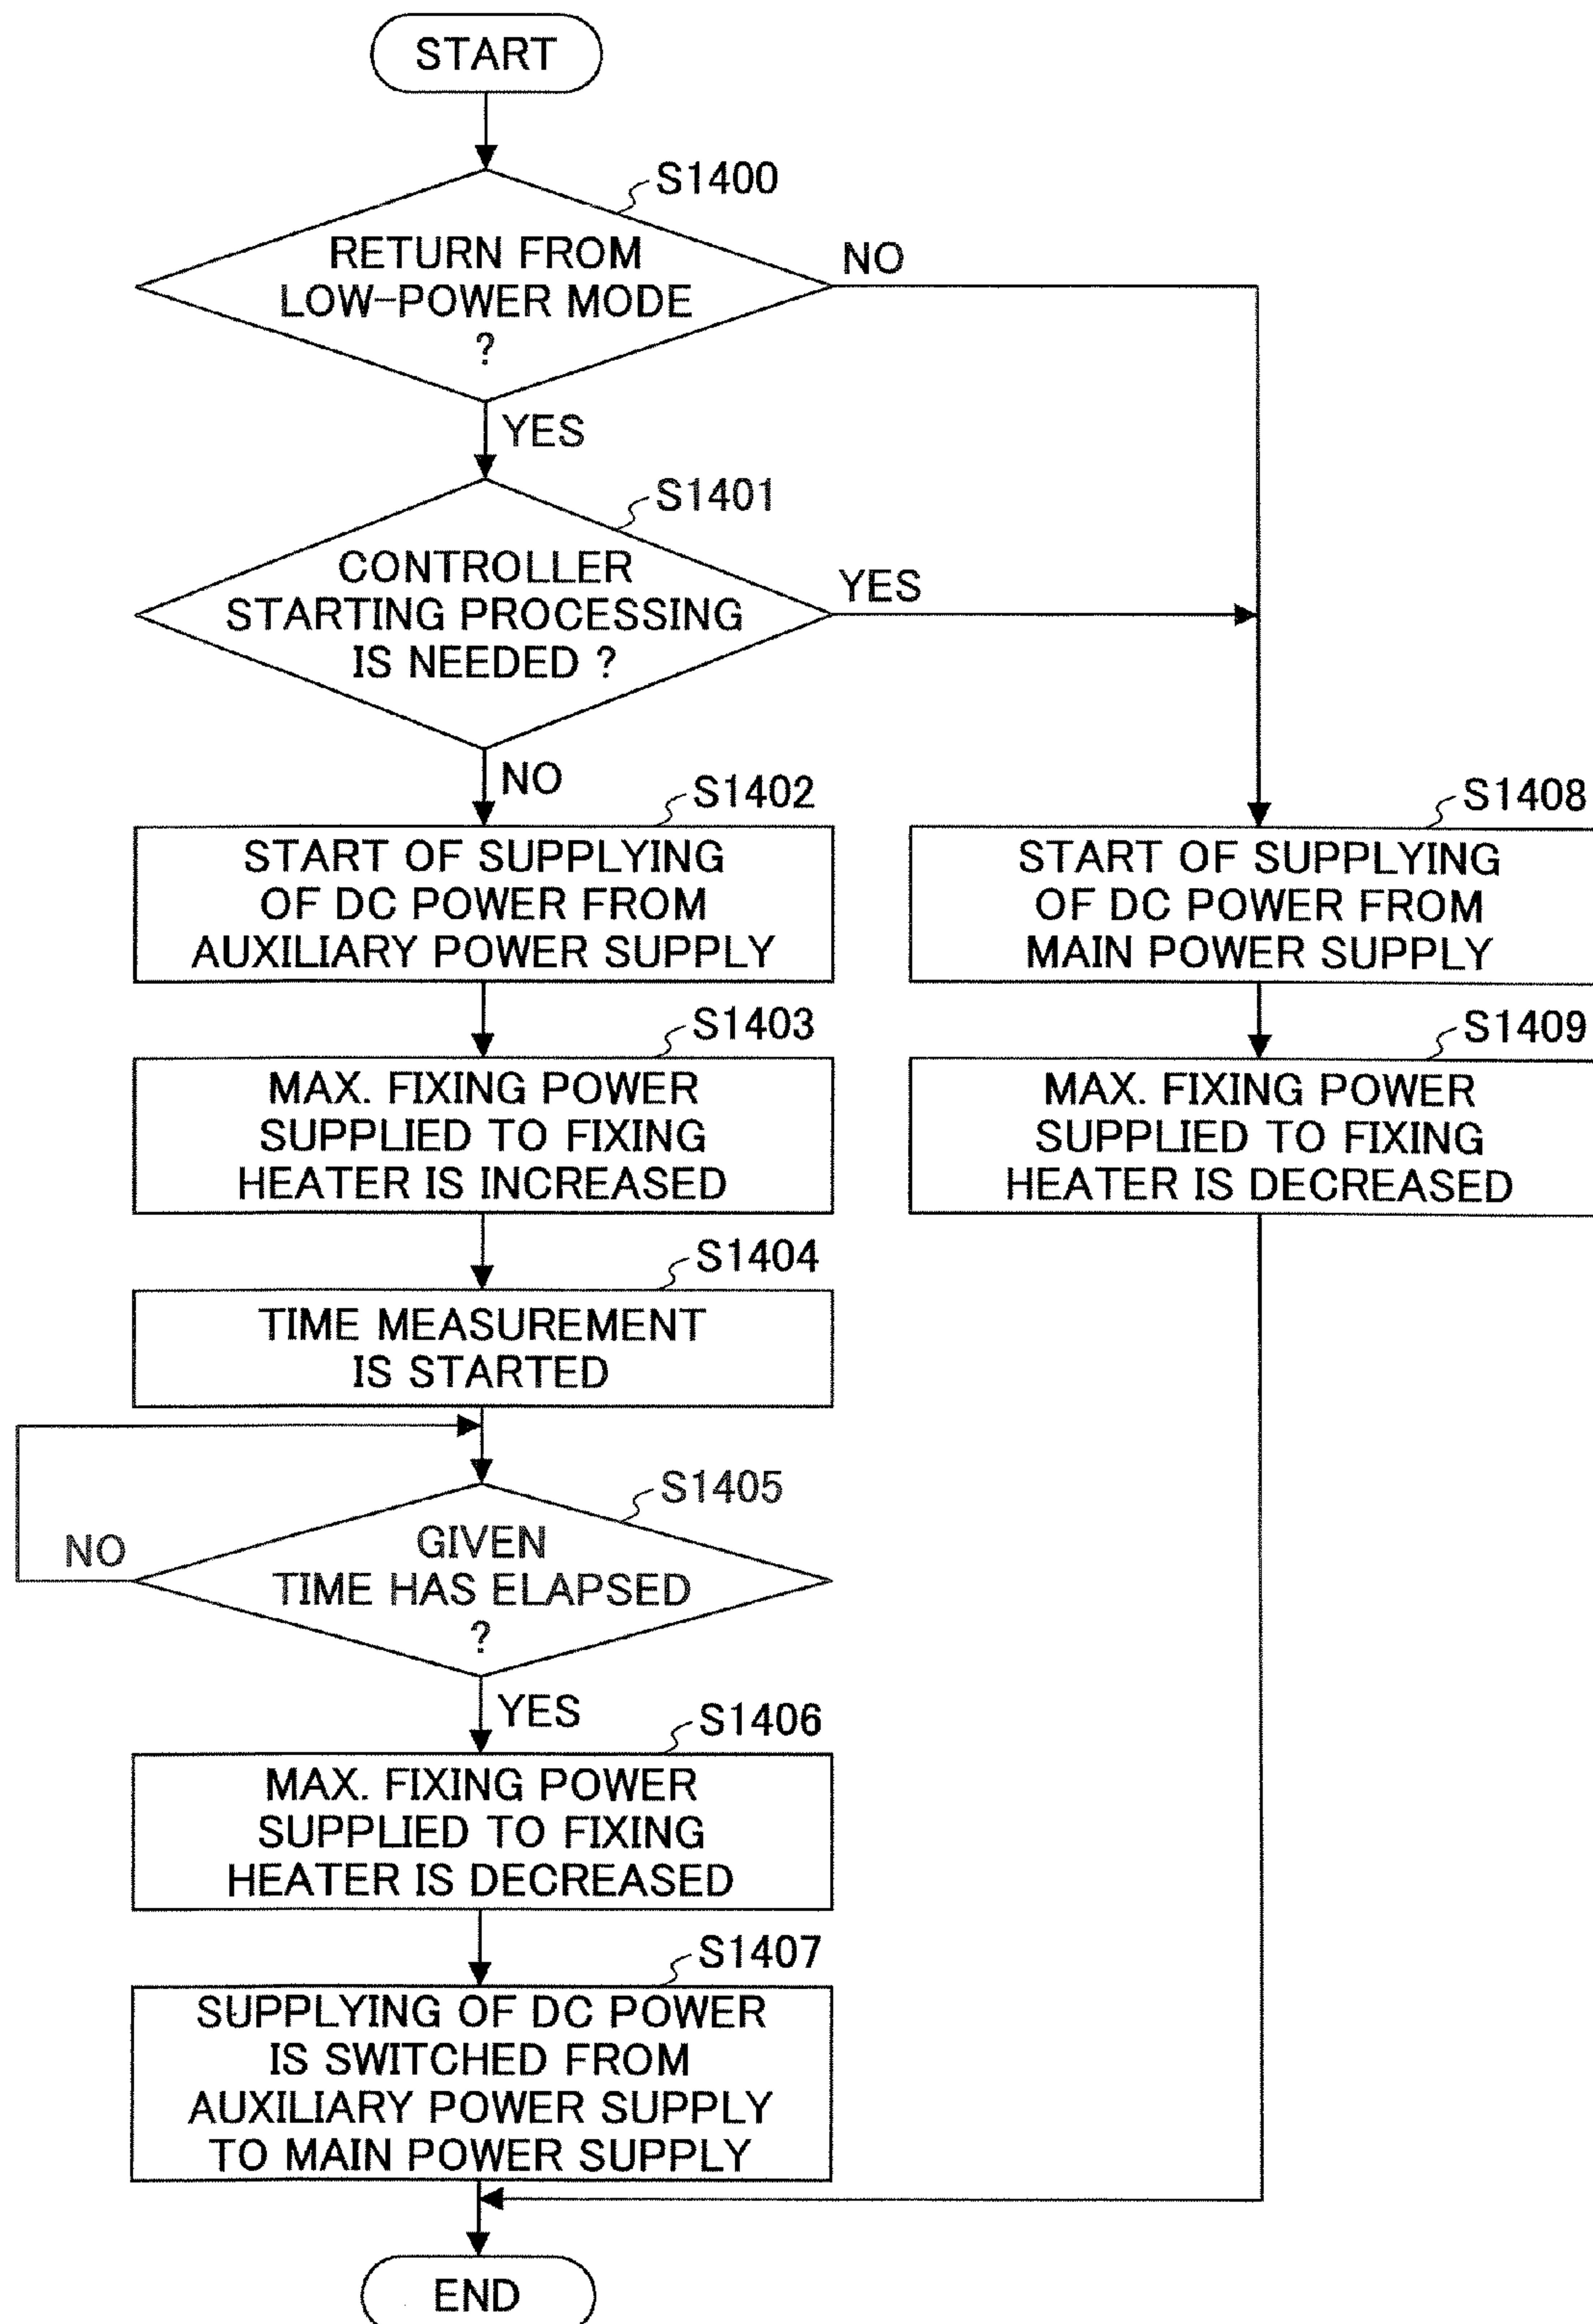 START
S1400
RETURN FROM
LOW-POWER MODE
?
NO
YES
S1401
CONTROLLER
STARTING PROCESSING
IS NEEDED ?
YES
NO
S1402
START OF SUPPLYING
OF DC POWER FROM
AUXILIARY POWER SUPPLY
S1408
START OF SUPPLYING
OF DC POWER FROM
MAIN POWER SUPPLY
S1403
MAX. FIXING POWER
SUPPLIED TO FIXING
HEATER IS INCREASED
S1409
MAX. FIXING POWER
SUPPLIED TO FIXING
HEATER IS DECREASED
S1404
TIME MEASUREMENT
IS STARTED
S1405
GIVEN
TIME HAS ELAPSED
?
NO
YES
S1406
MAX. FIXING POWER
SUPPLIED TO FIXING
HEATER IS DECREASED
S1407
SUPPLYING OF DC POWER
IS SWITCHED FROM
AUXILIARY POWER SUPPLY
TO MAIN POWER SUPPLY
END